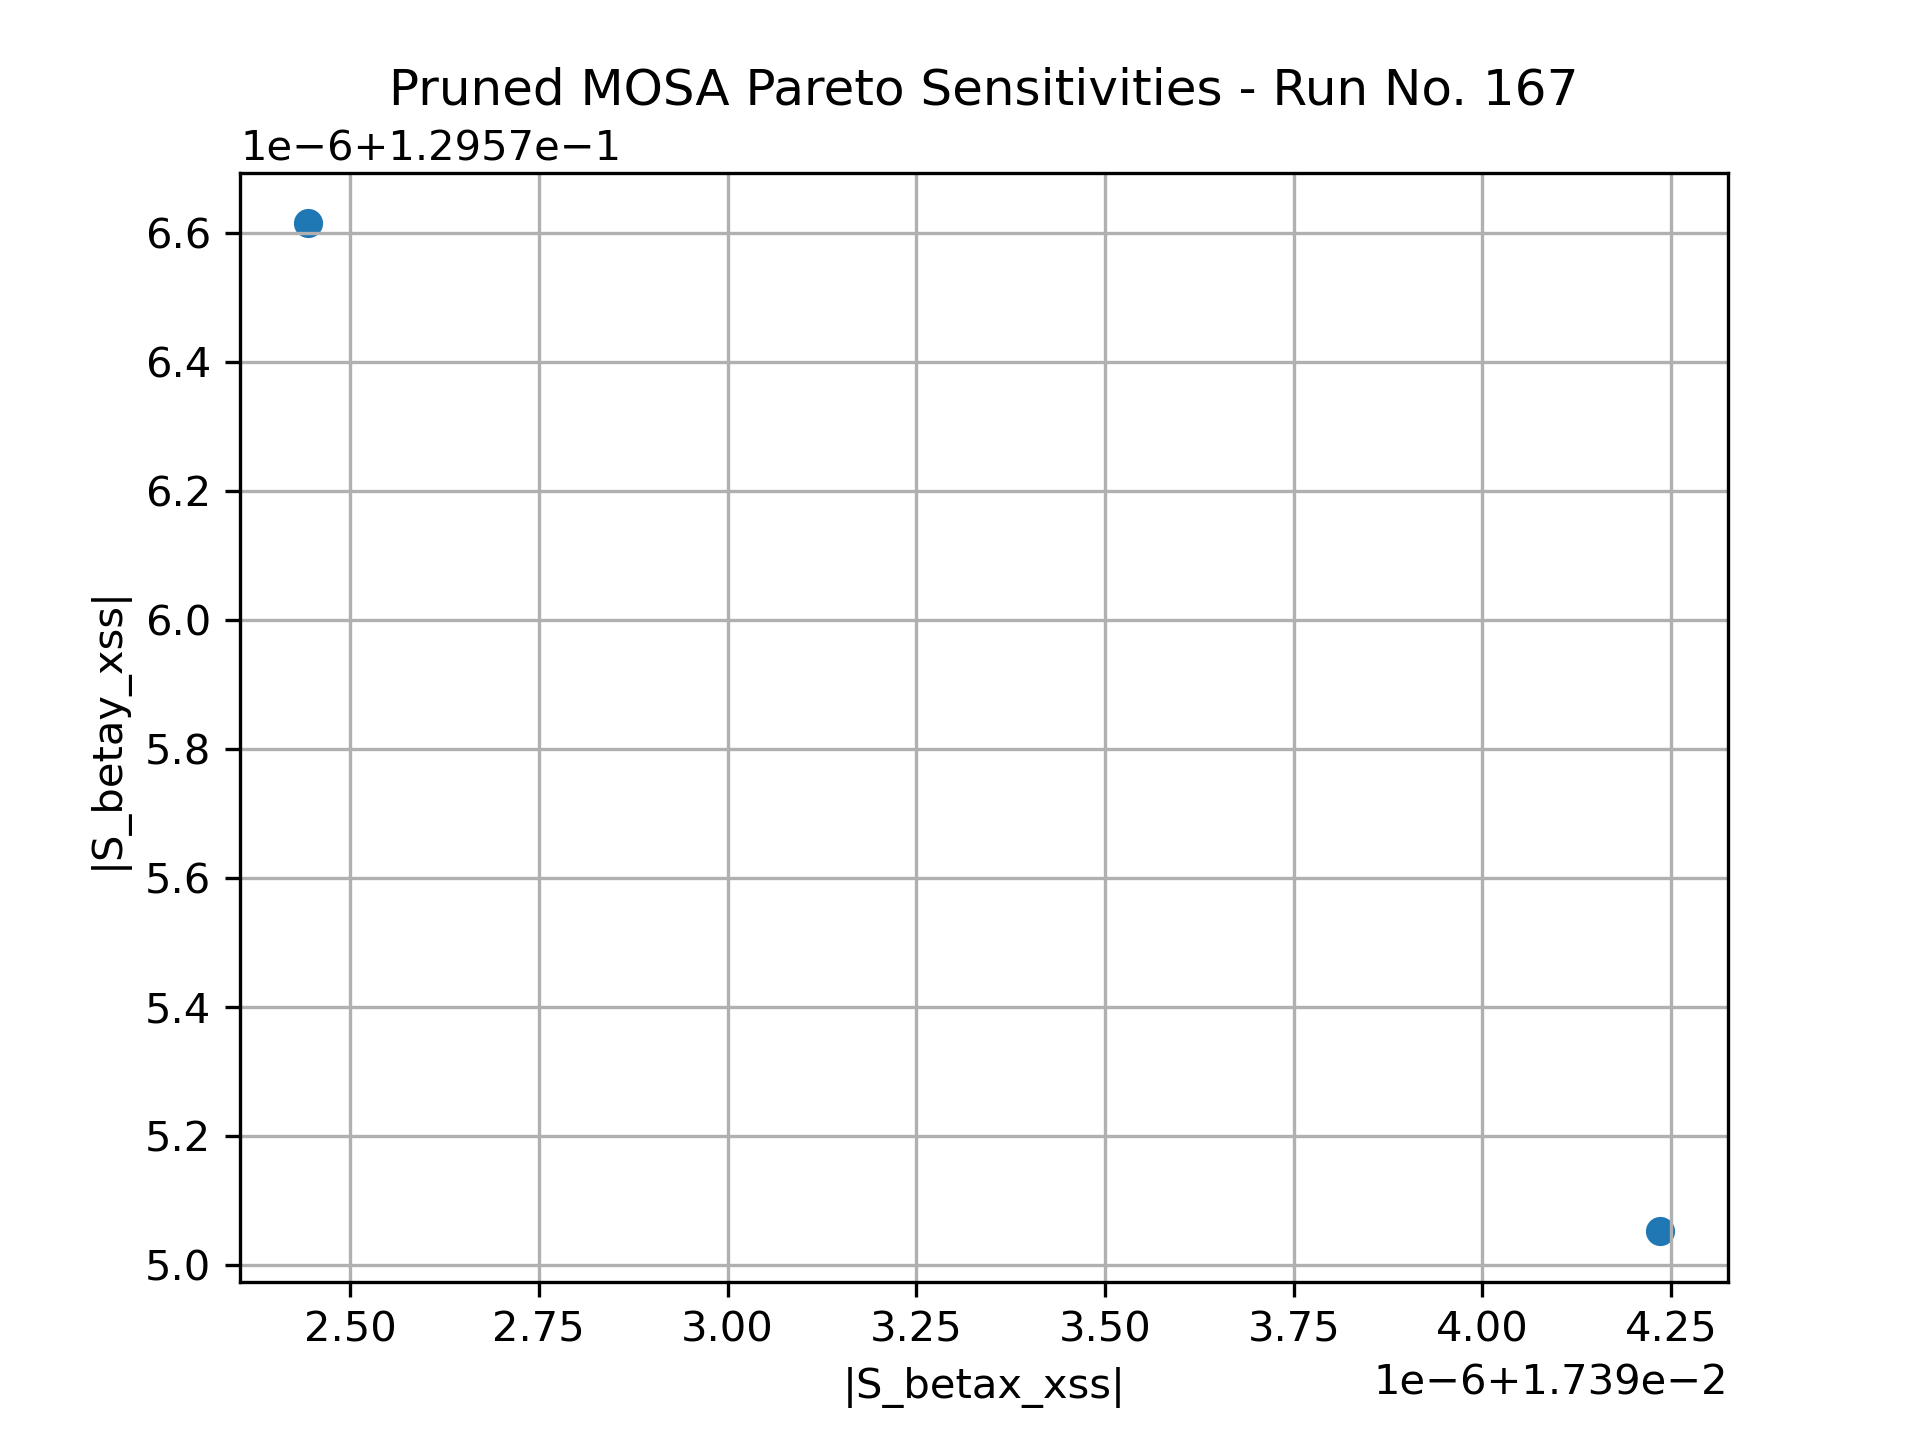 Pruned MOSA Pareto Sensitivities - Run No. 167
1e−6+1.2957e−1
6.6
6.4
6.2
6.0
5.8
5.6
5.4
5.2
5.0
|S_betay_xss|
2.50 2.75 3.00 3.25 3.50 3.75 4.00 4.25
1e−6+1.739e−2
|S_betax_xss|